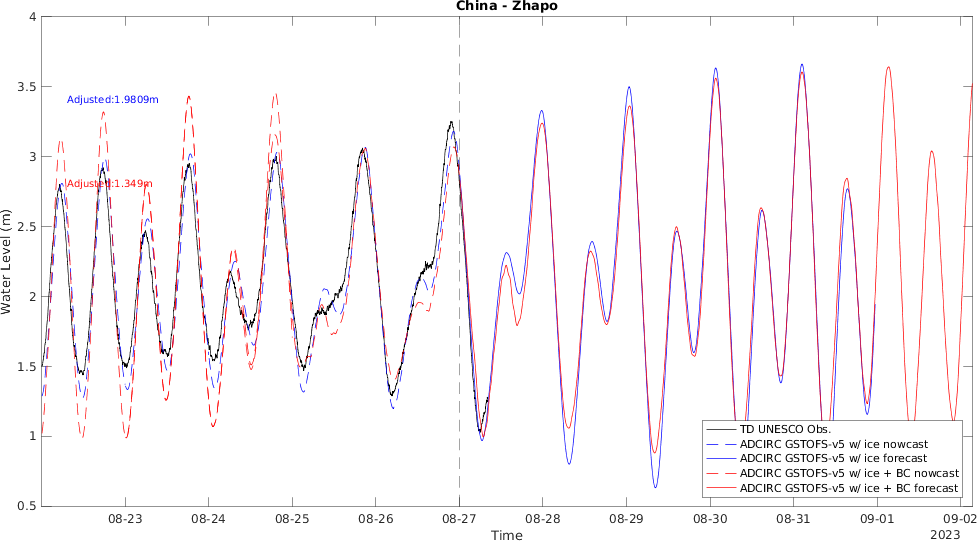 China - Zhapo
4
3.5
3
2.5
2
1.5
1
0.5
Water Level (m)
Adjusted:1.9809m
Adjusted:1.349m
TD UNESCO Obs.
ADCIRC GSTOFS-v5 w/ ice nowcast
ADCIRC GSTOFS-v5 w/ ice forecast
ADCIRC GSTOFS-v5 w/ ice + BC nowcast
ADCIRC GSTOFS-v5 w/ ice + BC forecast
08-23 08-24 08-25 08-26 08-27 08-28 08-29 08-30 08-31 09-01 09-02
2023
Time